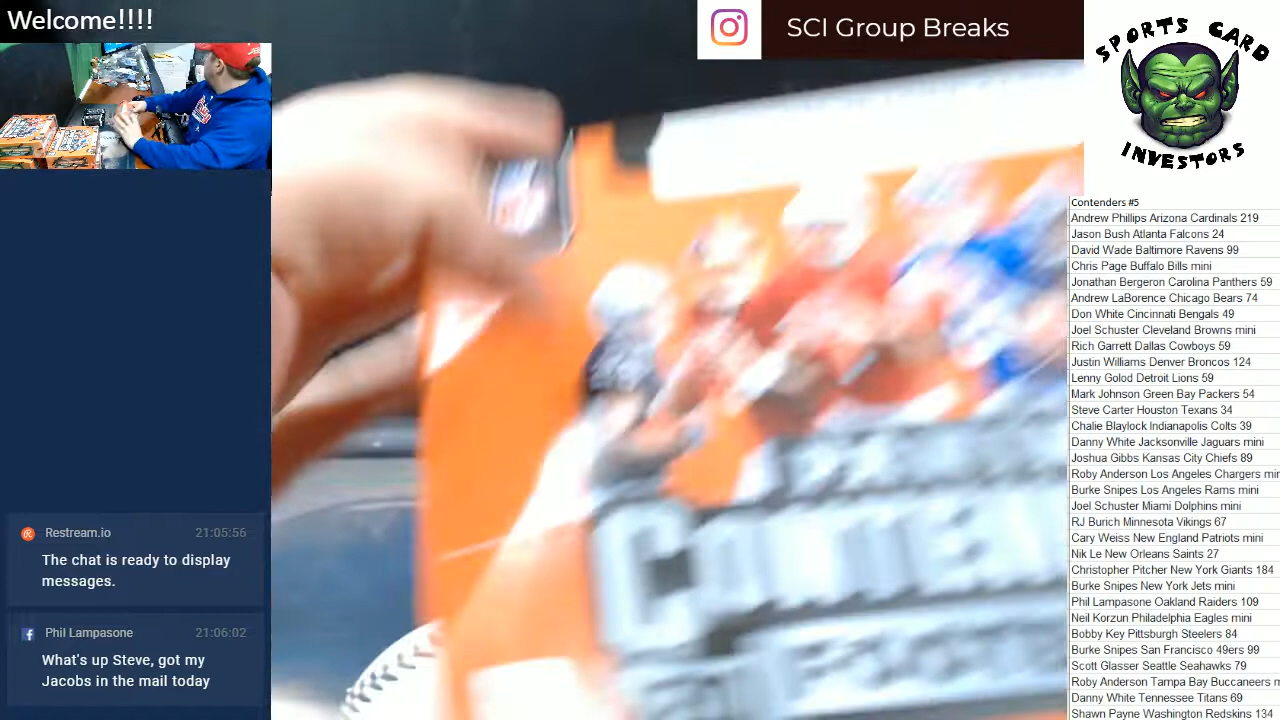 Welcome!!!!
SCI Group Breaks
SPORTS CARD
INVESTORS
Contenders #5
Andrew Phillips Arizona Cardinals 219
Jason Bush Atlanta Falcons 24
David Wade Baltimore Ravens 99
Chris Page Buffalo Bills mini
Jonathan Bergeron Carolina Panthers 59
Andrew LaBorence Chicago Bears 74
Don White Cincinnati Bengals 49
Joel Schuster Cleveland Browns mini
Rich Garrett Dallas Cowboys 59
Justin Williams Denver Broncos 124
Lenny Golod Detroit Lions 59
Mark Johnson Green Bay Packers 54
Steve Carter Houston Texans 34
Chalie Blaylock Indianapolis Colts 39
Danny White Jacksonville Jaguars mini
Joshua Gibbs Kansas City Chiefs 89
Roby Anderson Los Angeles Chargers min
Burke Snipes Los Angeles Rams mini
Joel Schuster Miami Dolphins mini
RJ Burich Minnesota Vikings 67
Cary Weiss New England Patriots mini
Nik Le New Orleans Saints 27
Christopher Pitcher New York Giants 184
Burke Snipes New York Jets mini
Phil Lampasone Oakland Raiders 109
Neil Korzun Philadelphia Eagles mini
Bobby Key Pittsburgh Steelers 84
Burke Snipes San Francisco 49ers 99
Scott Glasser Seattle Seahawks 79
Roby Anderson Tampa Bay Buccaneers m
Danny White Tennessee Titans 69
Shawn Payne Washington Redskins 134
Restream.io 21:05:56
The chat is ready to display
messages.
Phil Lampasone 21:06:02
What's up Steve, got my
Jacobs in the mail today